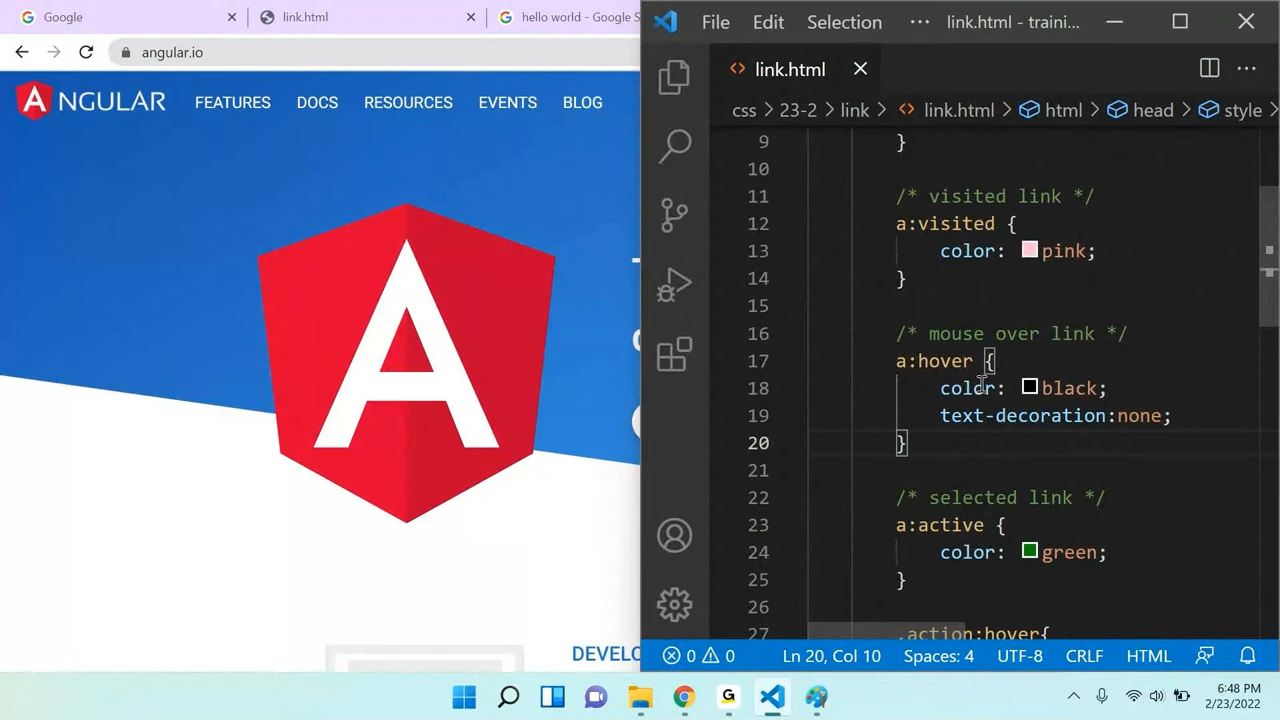 Google
link.html
hello world - Google S
angular.io
NGULAR
FEATURES
DOCS
RESOURCES
EVENTS
BLOG
DEVELO
File
Edit
Selection
···
link.html - traini...
link.html
css > 23-2 > link > link.html > html > head > style >
9 }
10
11 /* visited link */
12 a:visited {
13 color: pink;
14 }
15
16 /* mouse over link */
17 a:hover {
18 color: black;
19 text-decoration:none;
20 }
21
22 /* selected link */
23 a:active {
24 color: green;
25 }
26
27 .action:hover{
0 0 Ln 20, Col 10 Spaces: 4 UTF-8 CRLF HTML
6:48 PM
2/23/2022